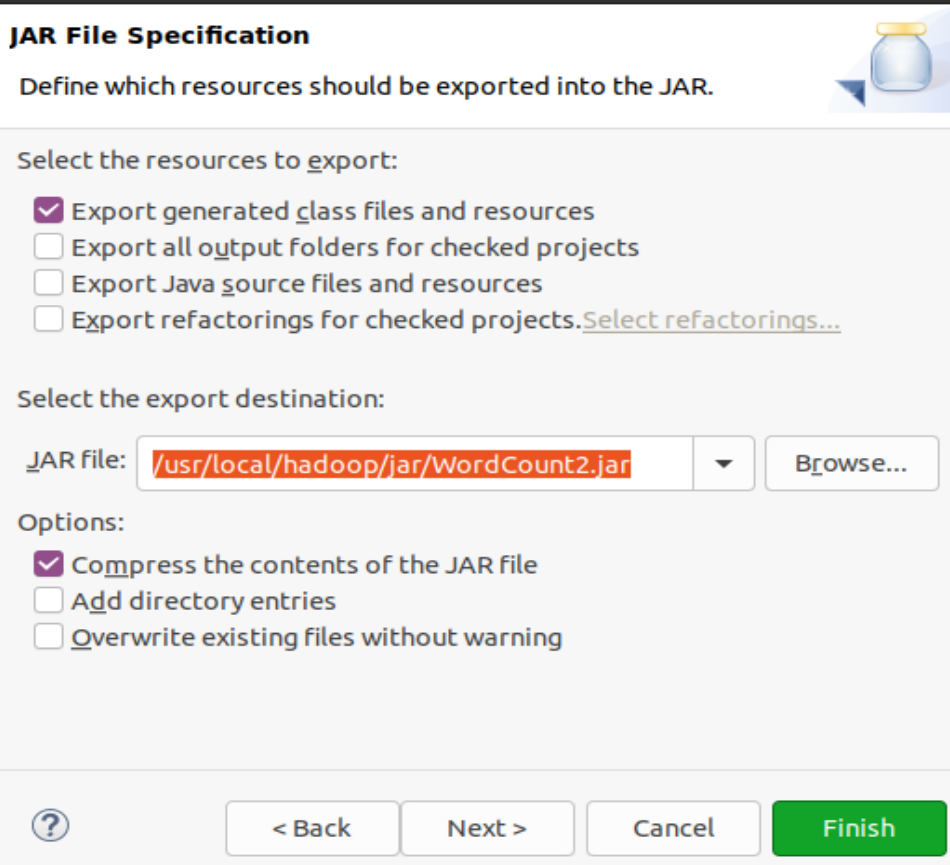 JAR File Specification
Define which resources should be exported into the JAR.
Select the resources to export:
Export generated class files and resources
Export all output folders for checked projects
Export Java source files and resources
Export refactorings for checked projects. Select refactorings...
Select the export destination:
JAR file: /usr/local/hadoop/jar/WordCount2.jar Browse...
Options:
Compress the contents of the JAR file
Add directory entries
Overwrite existing files without warning
? < Back Next > Cancel Finish